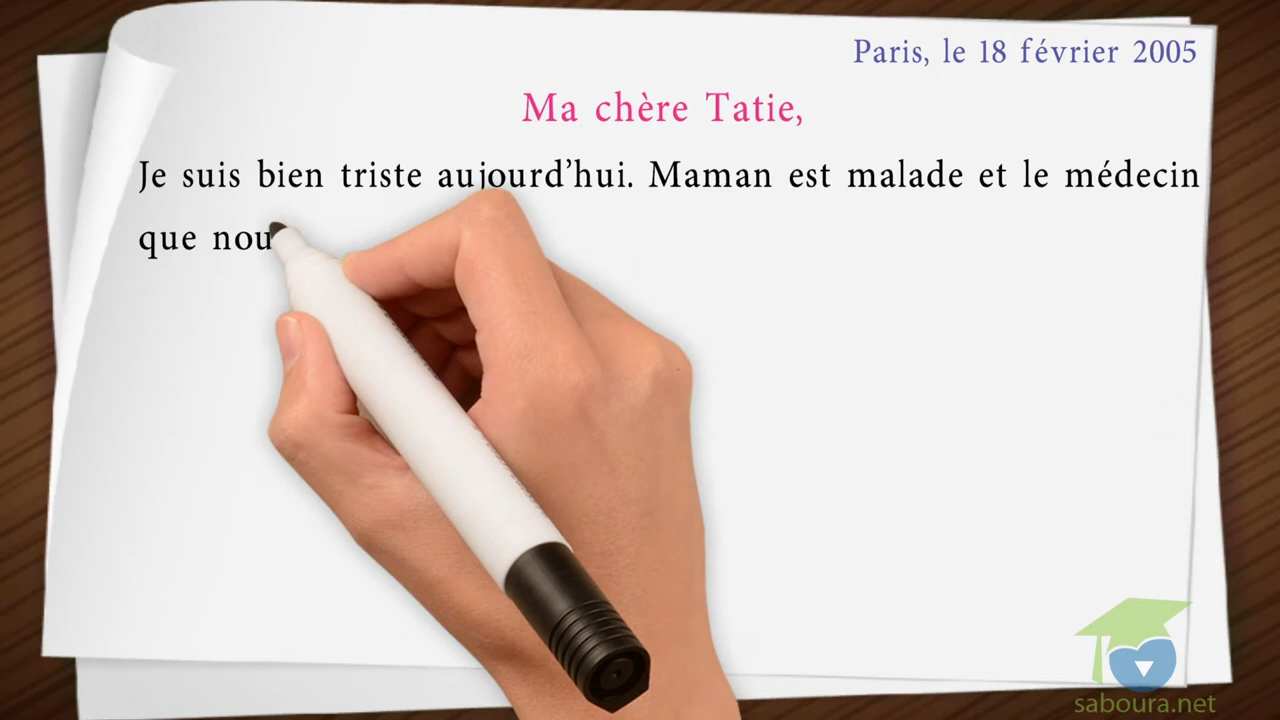 Paris, le 18 février 2005
Ma chère Tatie,
Je suis bien triste aujourd’hui. Maman est malade et le médecin
que nou
saboura.net